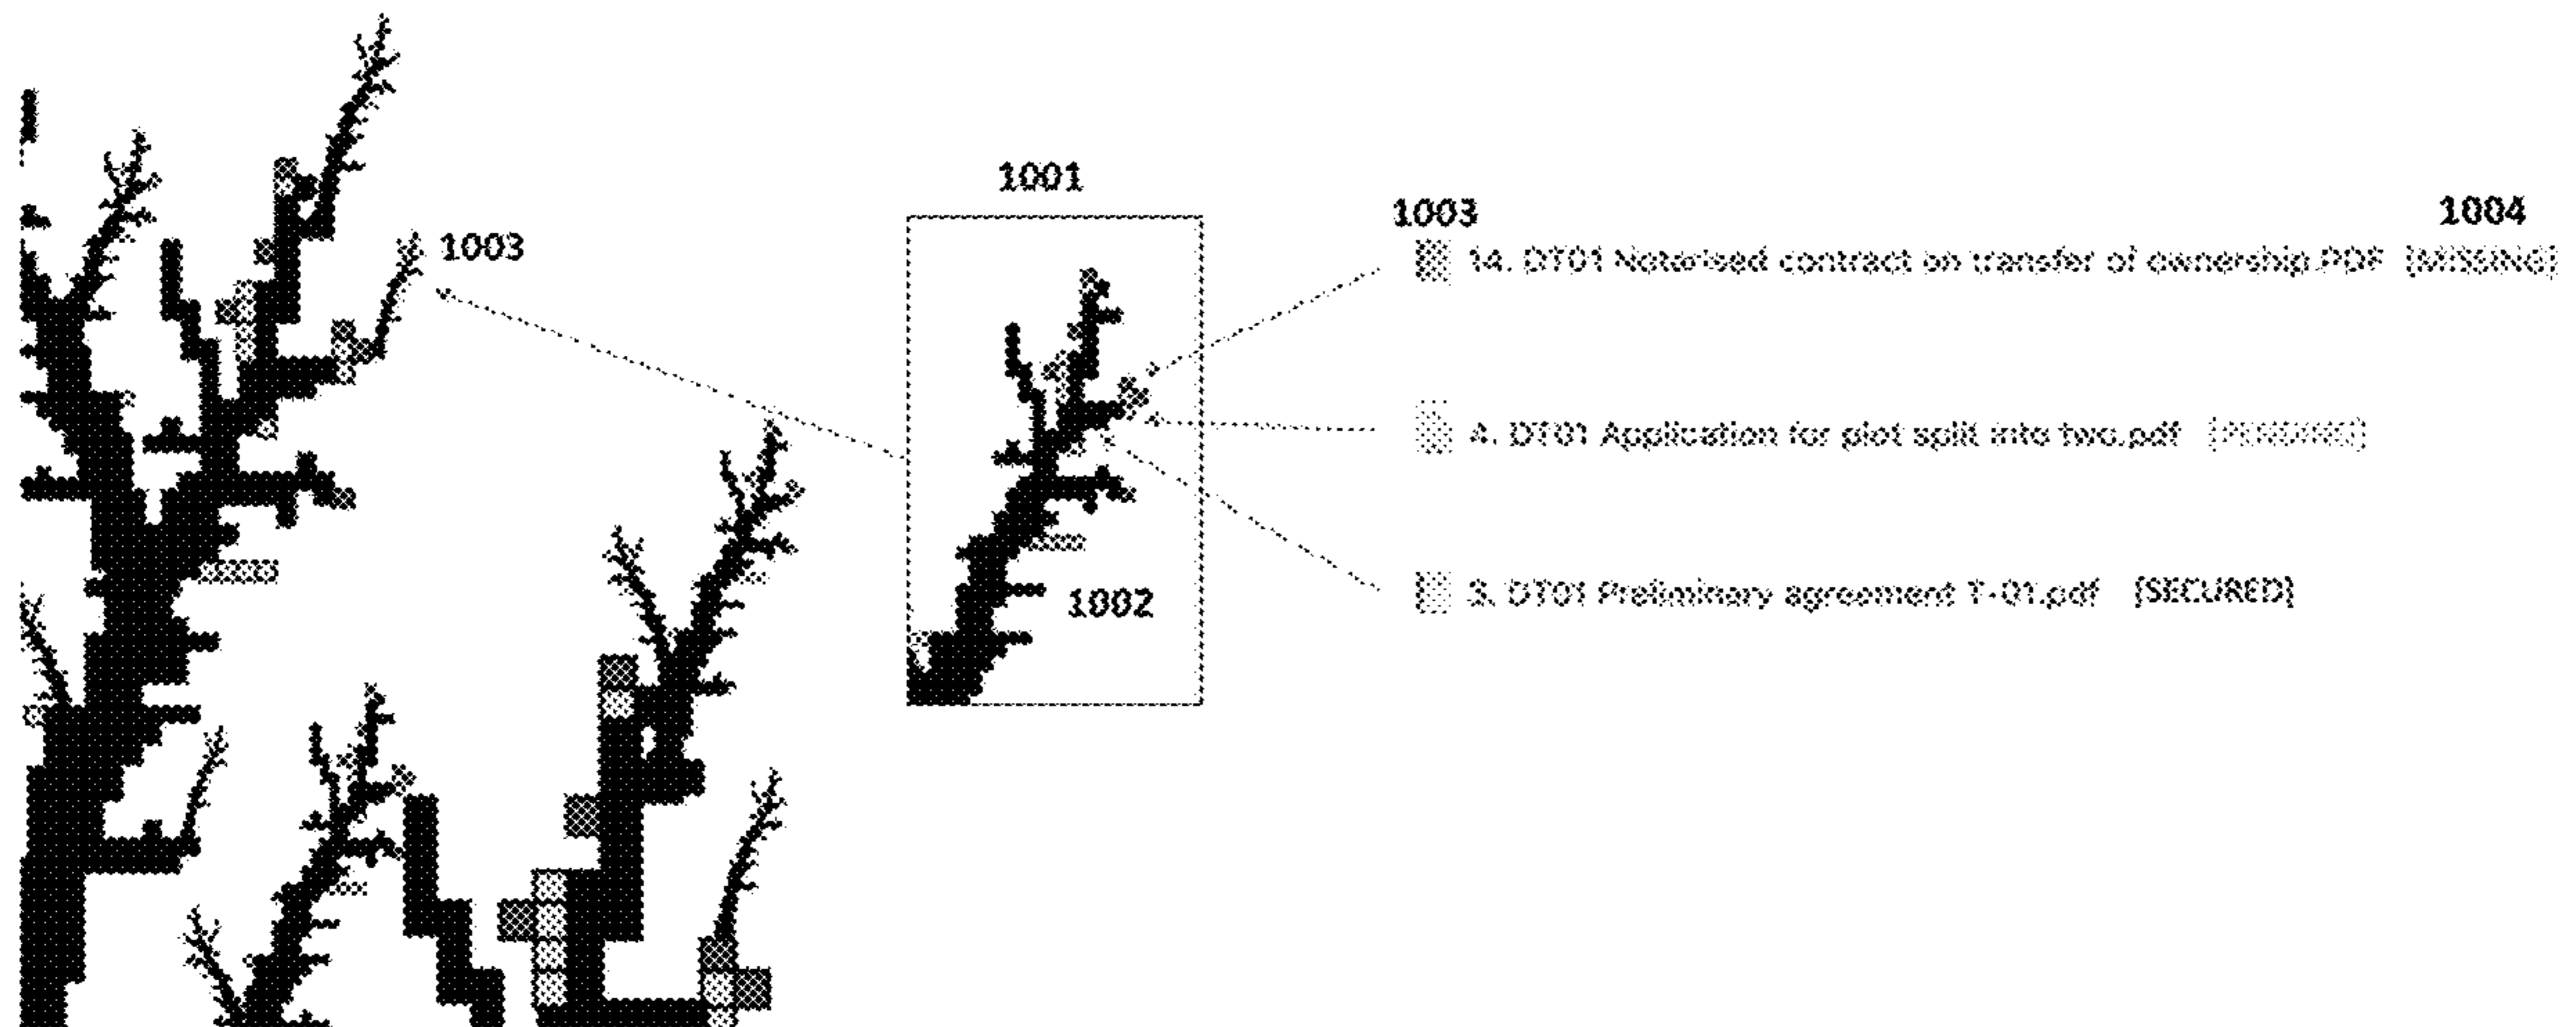 1001
1003
1004
1003
14. DT01 Notarised contract on transfer of ownership.PDF [MISSING]
4. DT01 Application for plot split into two.pdf [PENDING]
3. DT01 Preliminary agreement T-01.pdf [SECURED]
1002